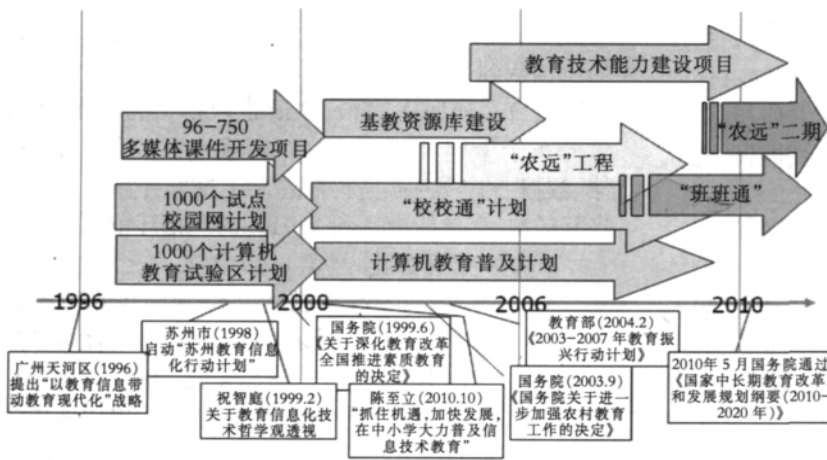 教育技术能力建设项目
96-750
多媒体课件开发项目
基教资源库建设
“农远”二期
“农远”工程
1000个试点
校园网计划
“校校通”计划
“班班通”
1000个计算机
教育试验区计划
计算机教育普及计划
1996
2000
2006
2010
广州天河区(1996)
提出“以教育信息带
动教育现代化”战略
苏州市(1998)
启动“苏州教育信息
化行动计划”
祝智庭(1999.2)
关于教育信息化技
术哲学观透视
国务院(1999.6)
《关于深化教育改革
全国推进素质教育
的决定》
陈至立(2010.10)
“抓住机遇,加快发展,
在中小学大力普及信
息技术教育”
教育部(2004.2)
《2003-2007年教育振
兴行动计划》
国务院(2003.9)
《国务院关于进一
步加强农村教育
工作的决定》
2010年5月国务院通过
《国家中长期教育改革
和发展规划纲要(2010-
2020年)》